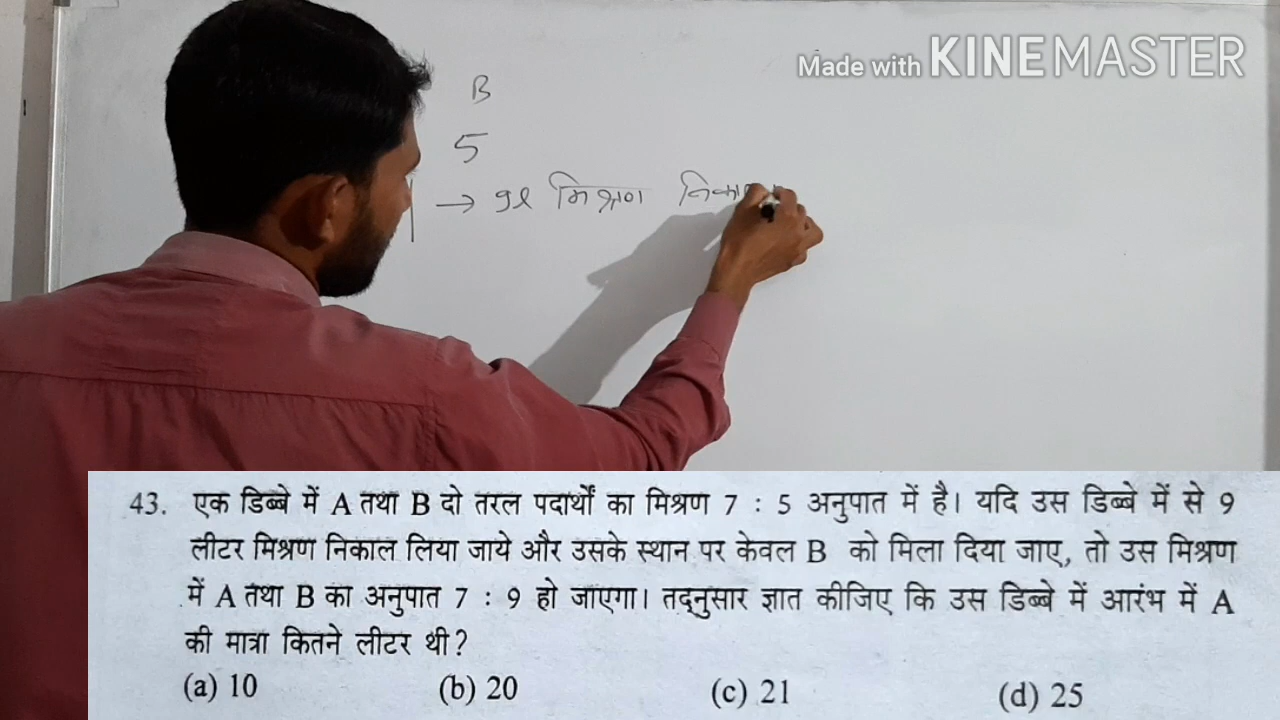 Made with KINEMASTER
B
5
→ 9l मिश्रण
43. एक डिब्बे में A तथा B दो तरल पदार्थों का मिश्रण 7 : 5 अनुपात में है। यदि उस डिब्बे में से 9
लीटर मिश्रण निकाल लिया जाये और उसके स्थान पर केवल B को मिला दिया जाए, तो उस मिश्रण
में A तथा B का अनुपात 7 : 9 हो जाएगा। तद्नुसार ज्ञात कीजिए कि उस डिब्बे में आरंभ में A
की मात्रा कितने लीटर थी?
(a) 10 (b) 20 (c) 21 (d) 25